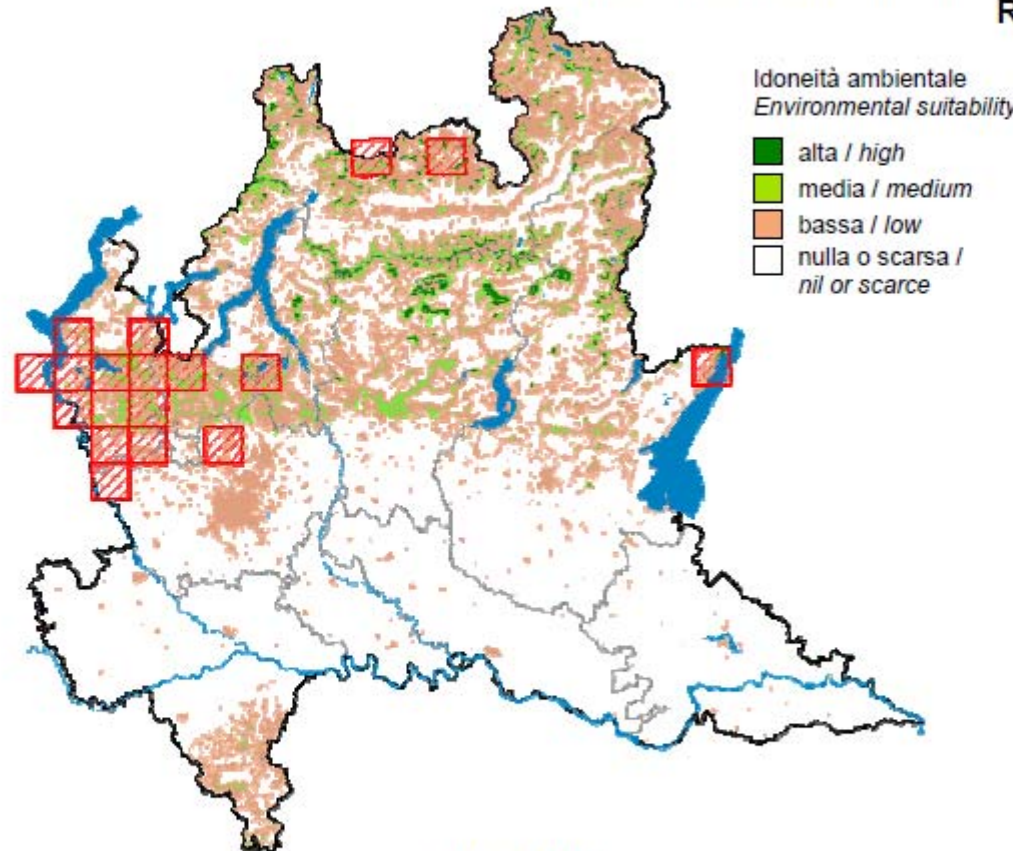 R
Idoneità ambientale
Environmental suitability
alta / high
media / medium
bassa / low
nulla o scarsa /
nil or scarce